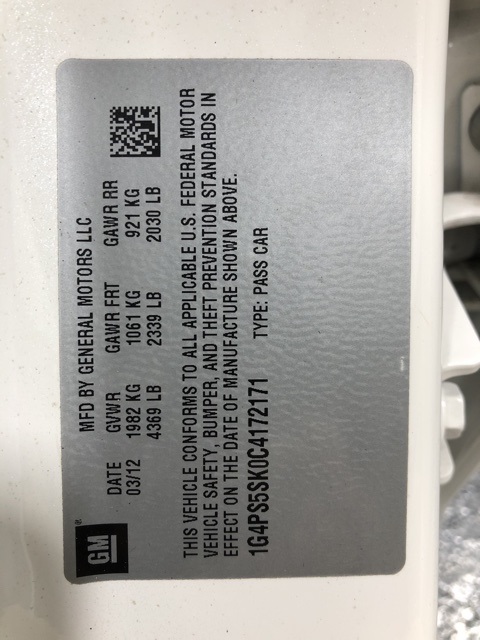 GM
MFD BY GENERAL MOTORS LLC
DATE GVWR GAWR FRT GAWR RR
03/12 1982 KG 1061 KG 921 KG
4369 LB 2339 LB 2030 LB
THIS VEHICLE CONFORMS TO ALL APPLICABLE U.S. FEDERAL MOTOR
VEHICLE SAFETY, BUMPER, AND THEFT PREVENTION STANDARDS IN
EFFECT ON THE DATE OF MANUFACTURE SHOWN ABOVE.
1G4PS5SK0C4172171 TYPE: PASS CAR